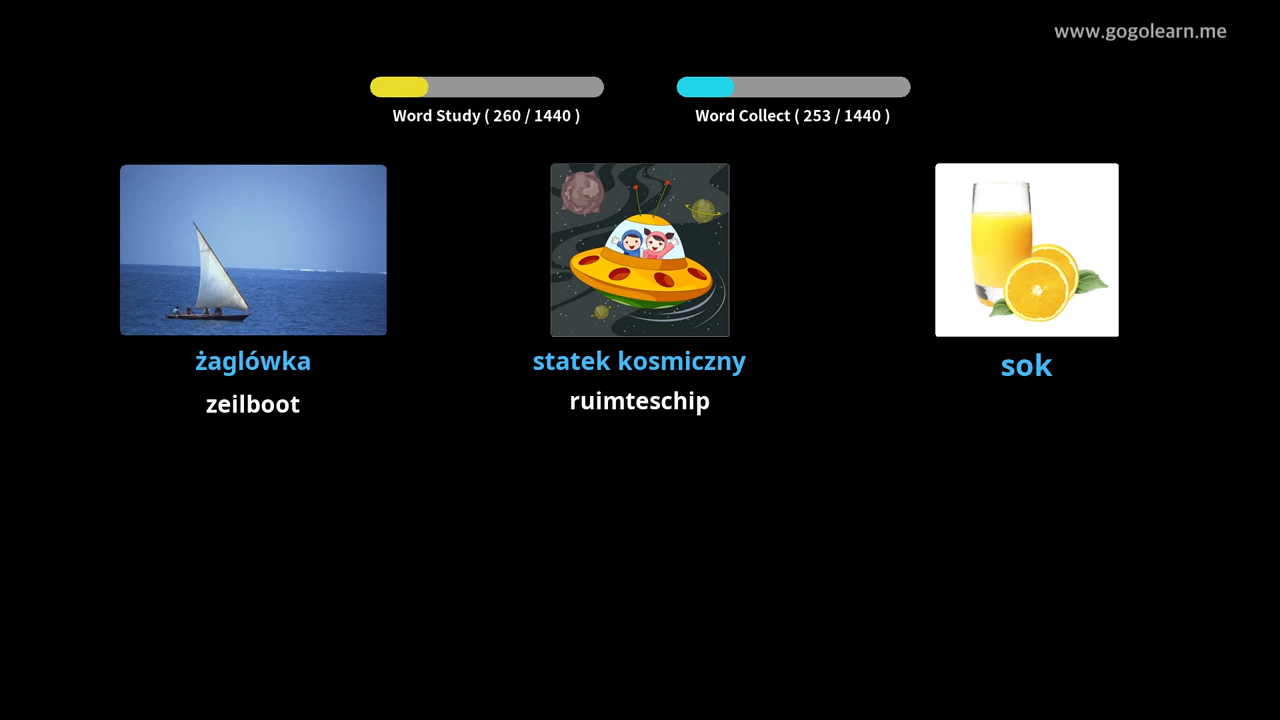 www.gogolearn.me
Word Study ( 260 / 1440 )
Word Collect ( 253 / 1440 )
żaglówka
statek kosmiczny
sok
zeilboot
ruimteschip